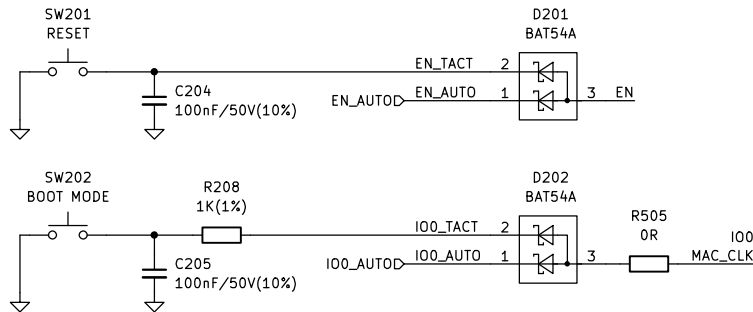 SW201
RESET
D201
BAT54A
EN_TACT 2
C204
100nF/50V(10%)
EN_AUTO EN_AUTO 1 3 EN
SW202
BOOT MODE
R208
1K(1%)
D202
BAT54A
IO0_TACT 2
R505
0R
IO0
C205
100nF/50V(10%)
IO0_AUTO IO0_AUTO 1 3 MAC_CLK